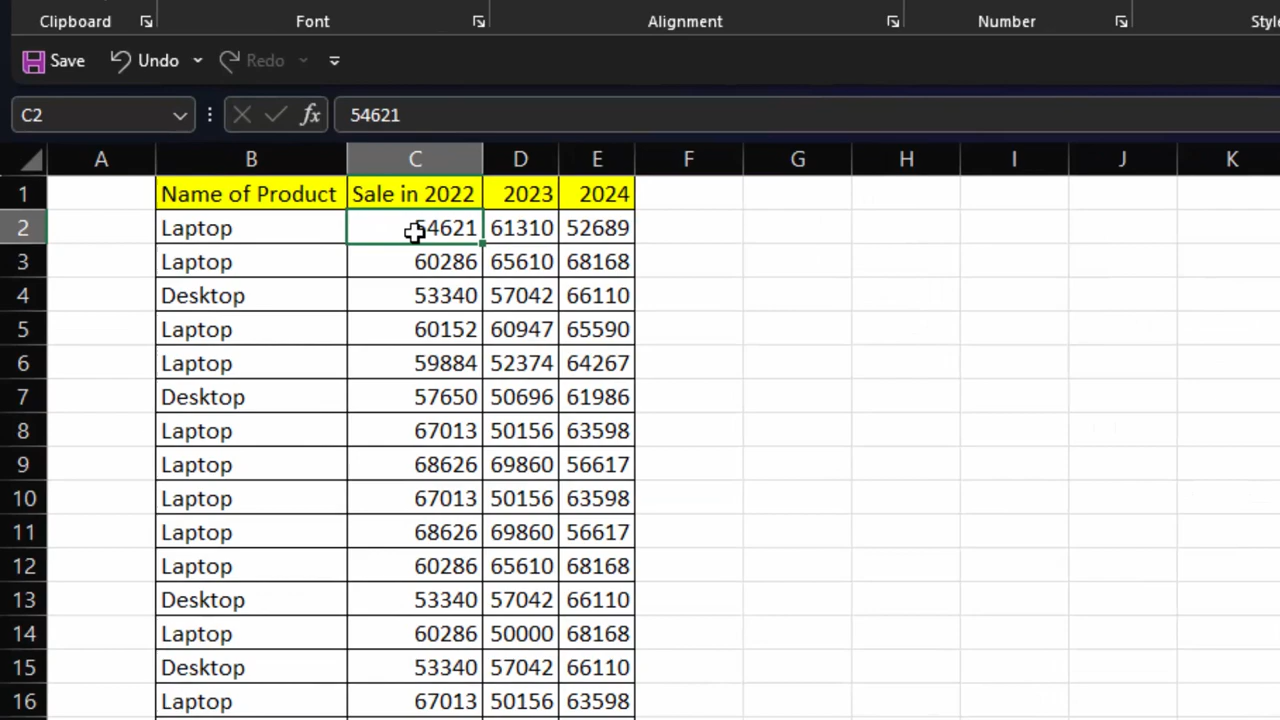 Clipboard Font Alignment Number
Save Undo Redo
C2 fx 54621
A B C D E F G H I J K
1 Name of Product Sale in 2022 2023 2024
2 Laptop 54621 61310 52689
3 Laptop 60286 65610 68168
4 Desktop 53340 57042 66110
5 Laptop 60152 60947 65590
6 Laptop 59884 52374 64267
7 Desktop 57650 50696 61986
8 Laptop 67013 50156 63598
9 Laptop 68626 69860 56617
10 Laptop 67013 50156 63598
11 Laptop 68626 69860 56617
12 Laptop 60286 65610 68168
13 Desktop 53340 57042 66110
14 Laptop 60286 50000 68168
15 Desktop 53340 57042 66110
16 Laptop 67013 50156 63598